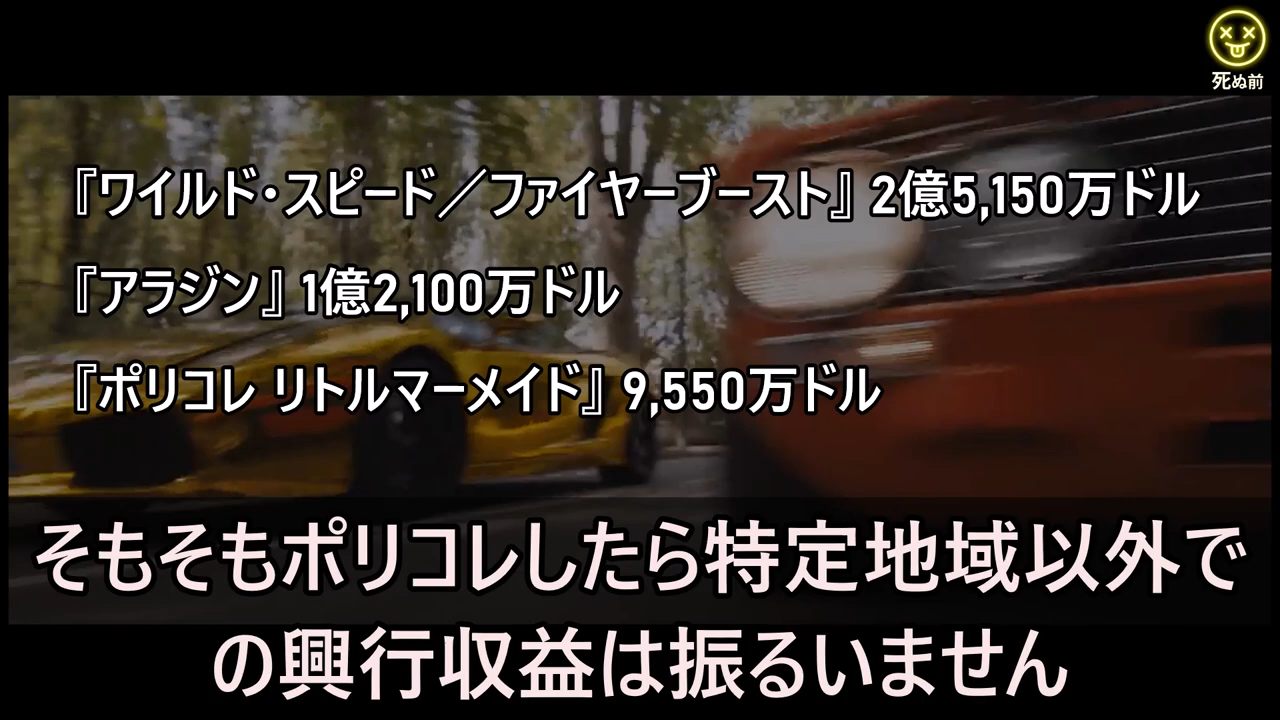 死ぬ前
『ワイルド・スピード／ファイヤーブースト』 2億5,150万ドル
『アラジン』 1億2,100万ドル
『ポリコレ リトルマーメイド』 9,550万ドル
そもそもポリコレしたら特定地域以外で
の興行収益は振るいません